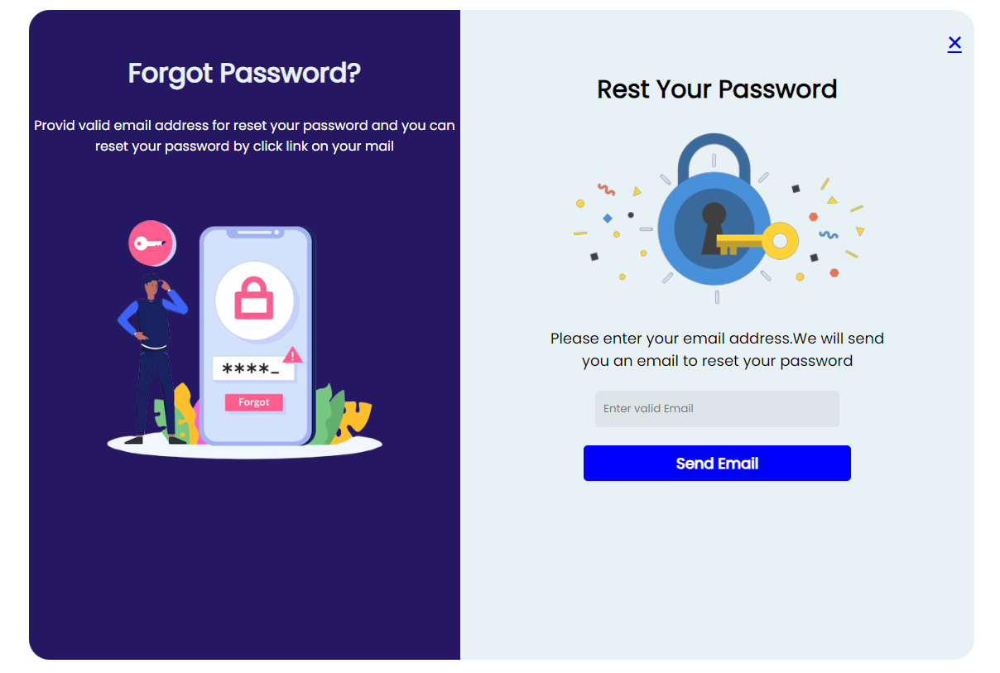 Forgot Password?
Provid valid email address for reset your password and you can
reset your password by click link on your mail
****_
Forgot
×
Rest Your Password
Please enter your email address.We will send
you an email to reset your password
Enter valid Email
Send Email